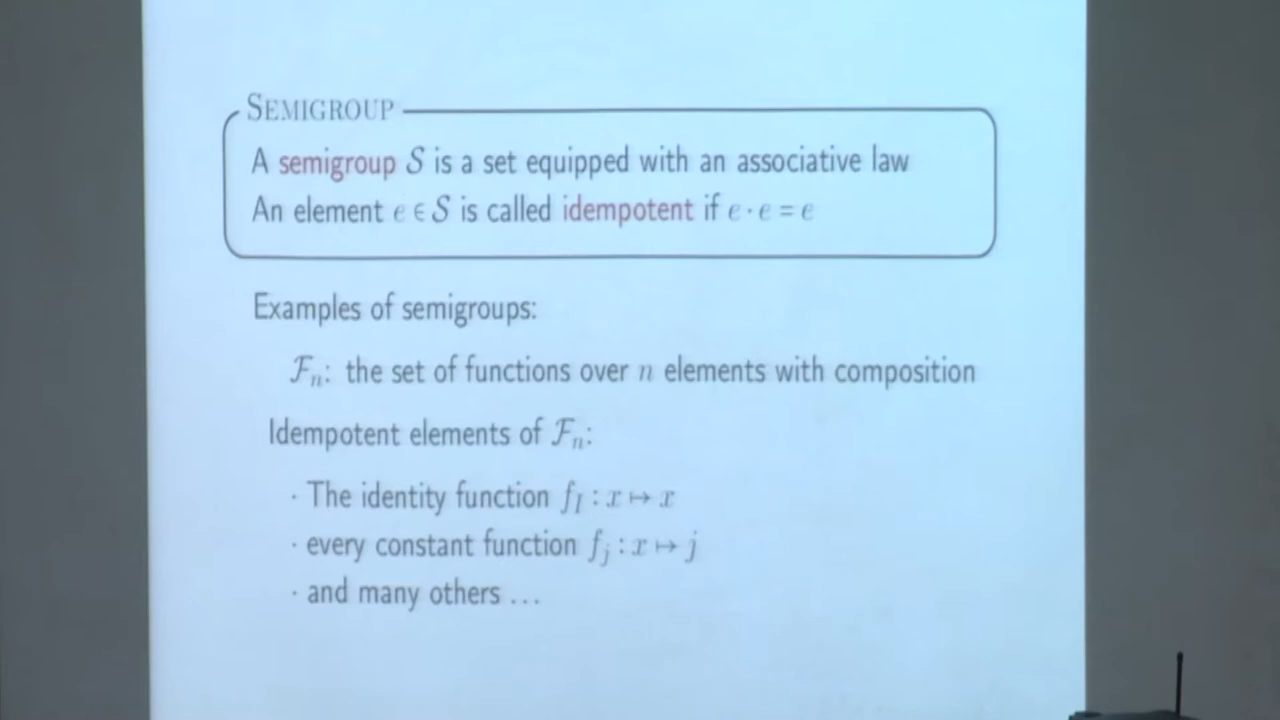 SEMIGROUP
A semigroup 𝒮 is a set equipped with an associative law
An element e ∈ 𝒮 is called idempotent if e · e = e
Examples of semigroups:
ℱₙ: the set of functions over n elements with composition
Idempotent elements of ℱₙ:
· The identity function f_I : x ↦ x
· every constant function f_j : x ↦ j
· and many others …